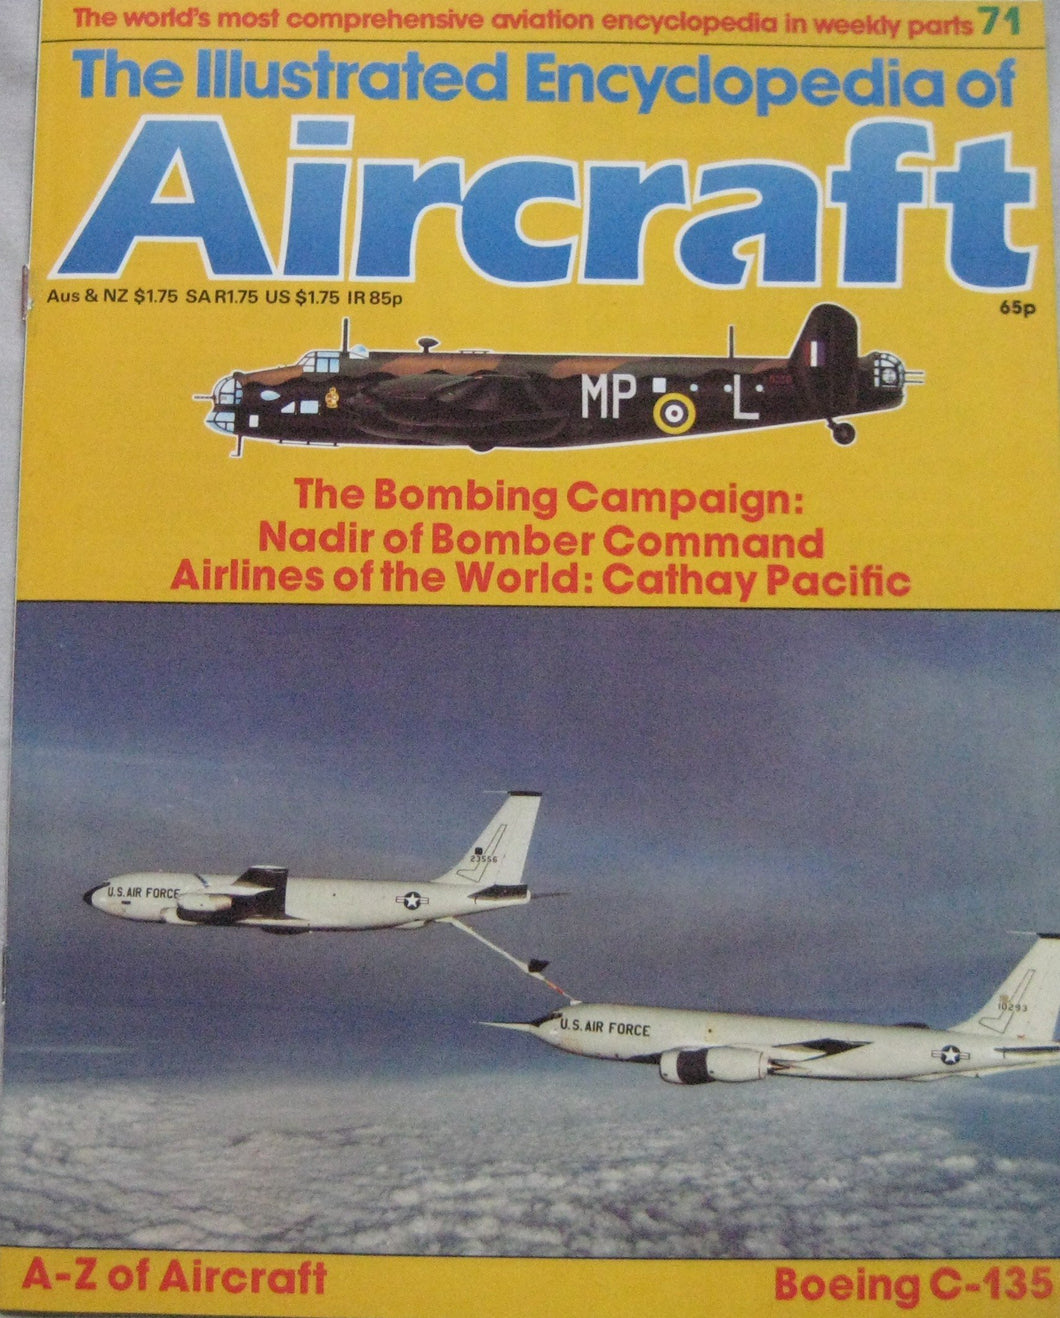 The world's most comprehensive aviation encyclopedia in weekly parts 71
The Illustrated Encyclopedia of
Aircraft
Aus & NZ $1.75 SA R1.75 US $1.75 IR 85p
65p
MP L
The Bombing Campaign:
Nadir of Bomber Command
Airlines of the World: Cathay Pacific
23556
U.S. AIR FORCE
10293
U.S. AIR FORCE
A-Z of Aircraft
Boeing C-135